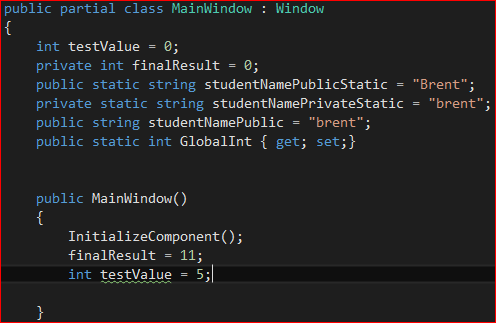 public partial class MainWindow : Window
{
int testValue = 0;
private int finalResult = 0;
public static string studentNamePublicStatic = "Brent";
private static string studentNamePrivateStatic = "brent";
public string studentNamePublic = "brent";
public static int GlobalInt { get; set;}
public MainWindow()
{
InitializeComponent();
finalResult = 11;
int testValue = 5;
}